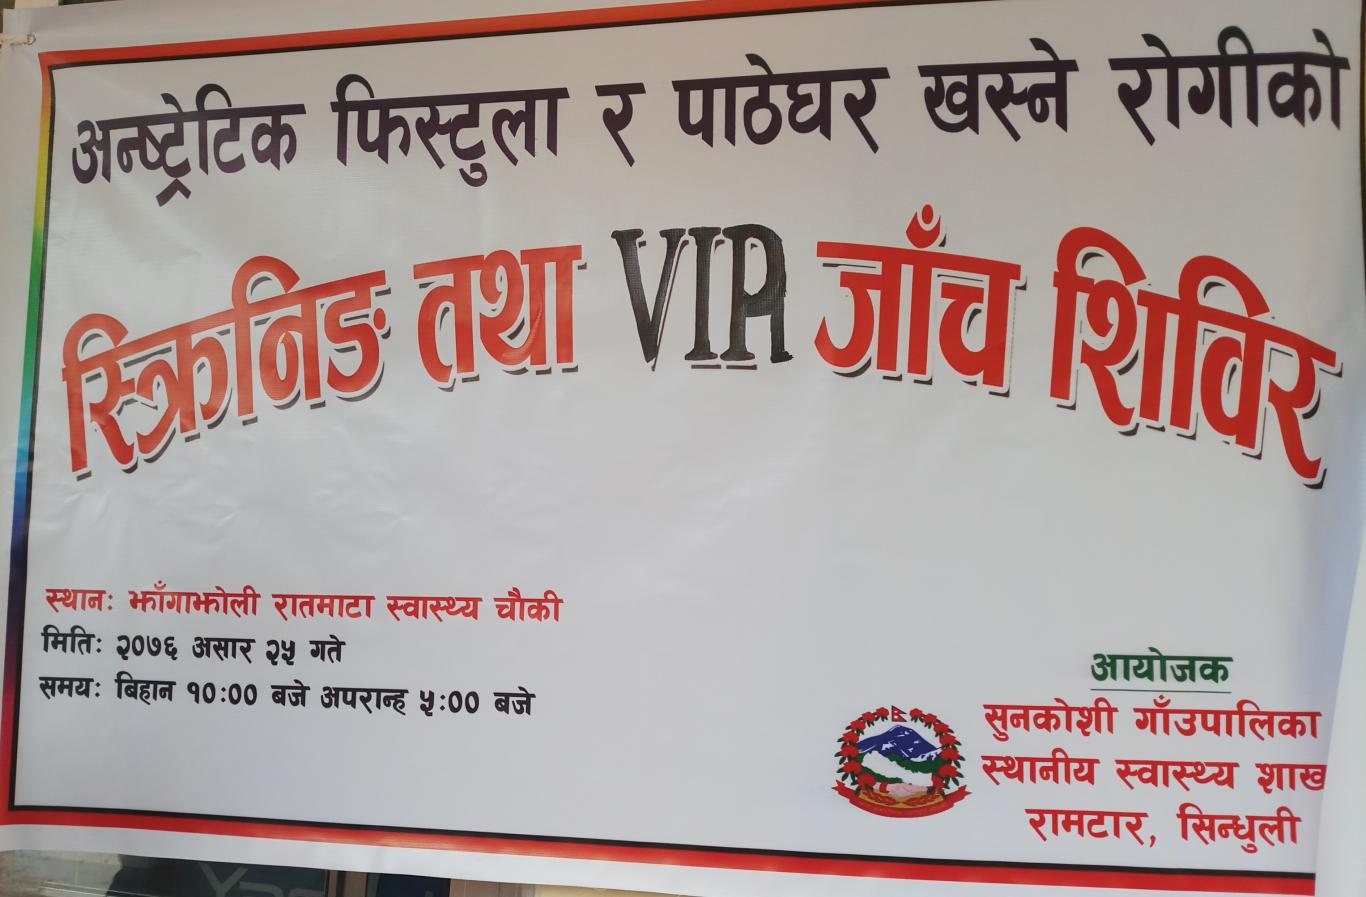 अन्ष्ट्रेटिक फिस्टुला र पाठेघर खस्ने रोगीको
स्क्रिनिङ तथा VIA जाँच शिविर
स्थानः झाँगाझोली रातमाटा स्वास्थ्य चौकी
मितिः २०७६ असार २५ गते
समयः बिहान १०:०० बजे अपरान्ह ५:०० बजे
आयोजक
सुनकोशी गाँउपालिका
स्थानीय स्वास्थ्य शाख
रामटार, सिन्धुली